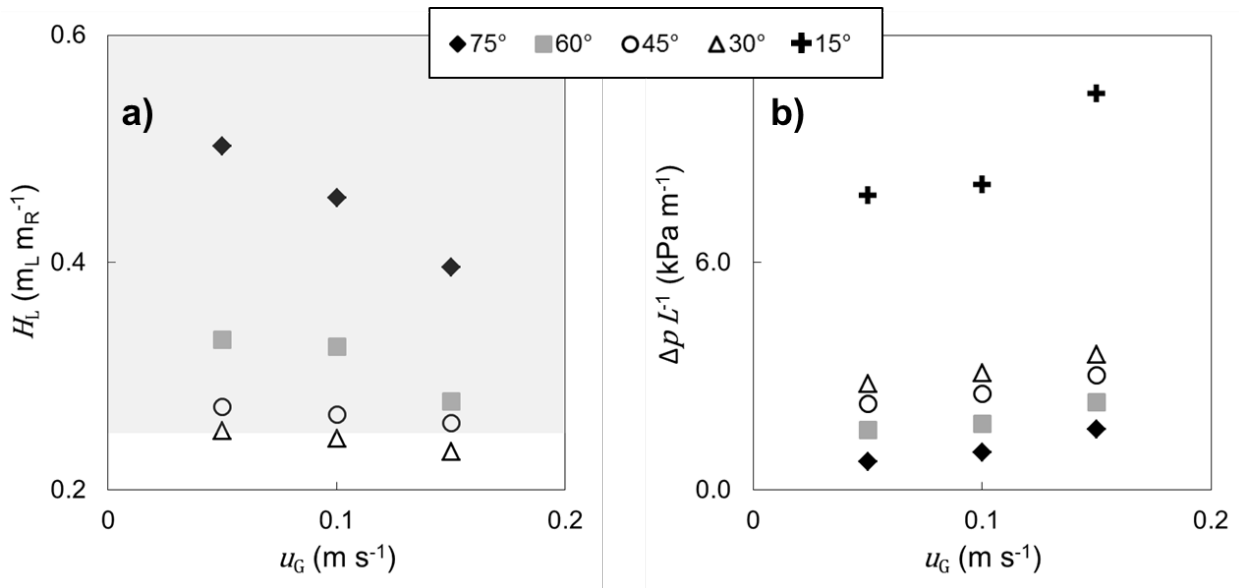 75° 60° 45° 30° 15°
a)
0.6
0.4
0.2
H_L (m_L m_R⁻¹)
0 0.1 0.2
u_G (m s⁻¹)
b)
6.0
0.0
Δp L⁻¹ (kPa m⁻¹)
0 0.1 0.2
u_G (m s⁻¹)